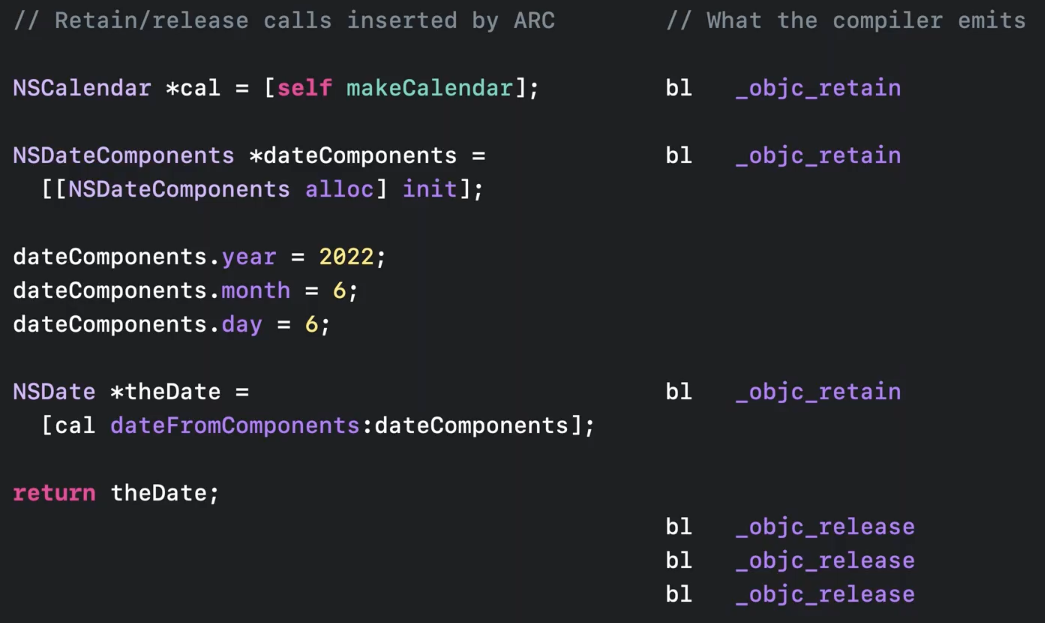 // Retain/release calls inserted by ARC // What the compiler emits
NSCalendar *cal = [self makeCalendar]; bl _objc_retain
NSDateComponents *dateComponents = bl _objc_retain
[[NSDateComponents alloc] init];
dateComponents.year = 2022;
dateComponents.month = 6;
dateComponents.day = 6;
NSDate *theDate = bl _objc_retain
[cal dateFromComponents:dateComponents];
return theDate;
bl _objc_release
bl _objc_release
bl _objc_release